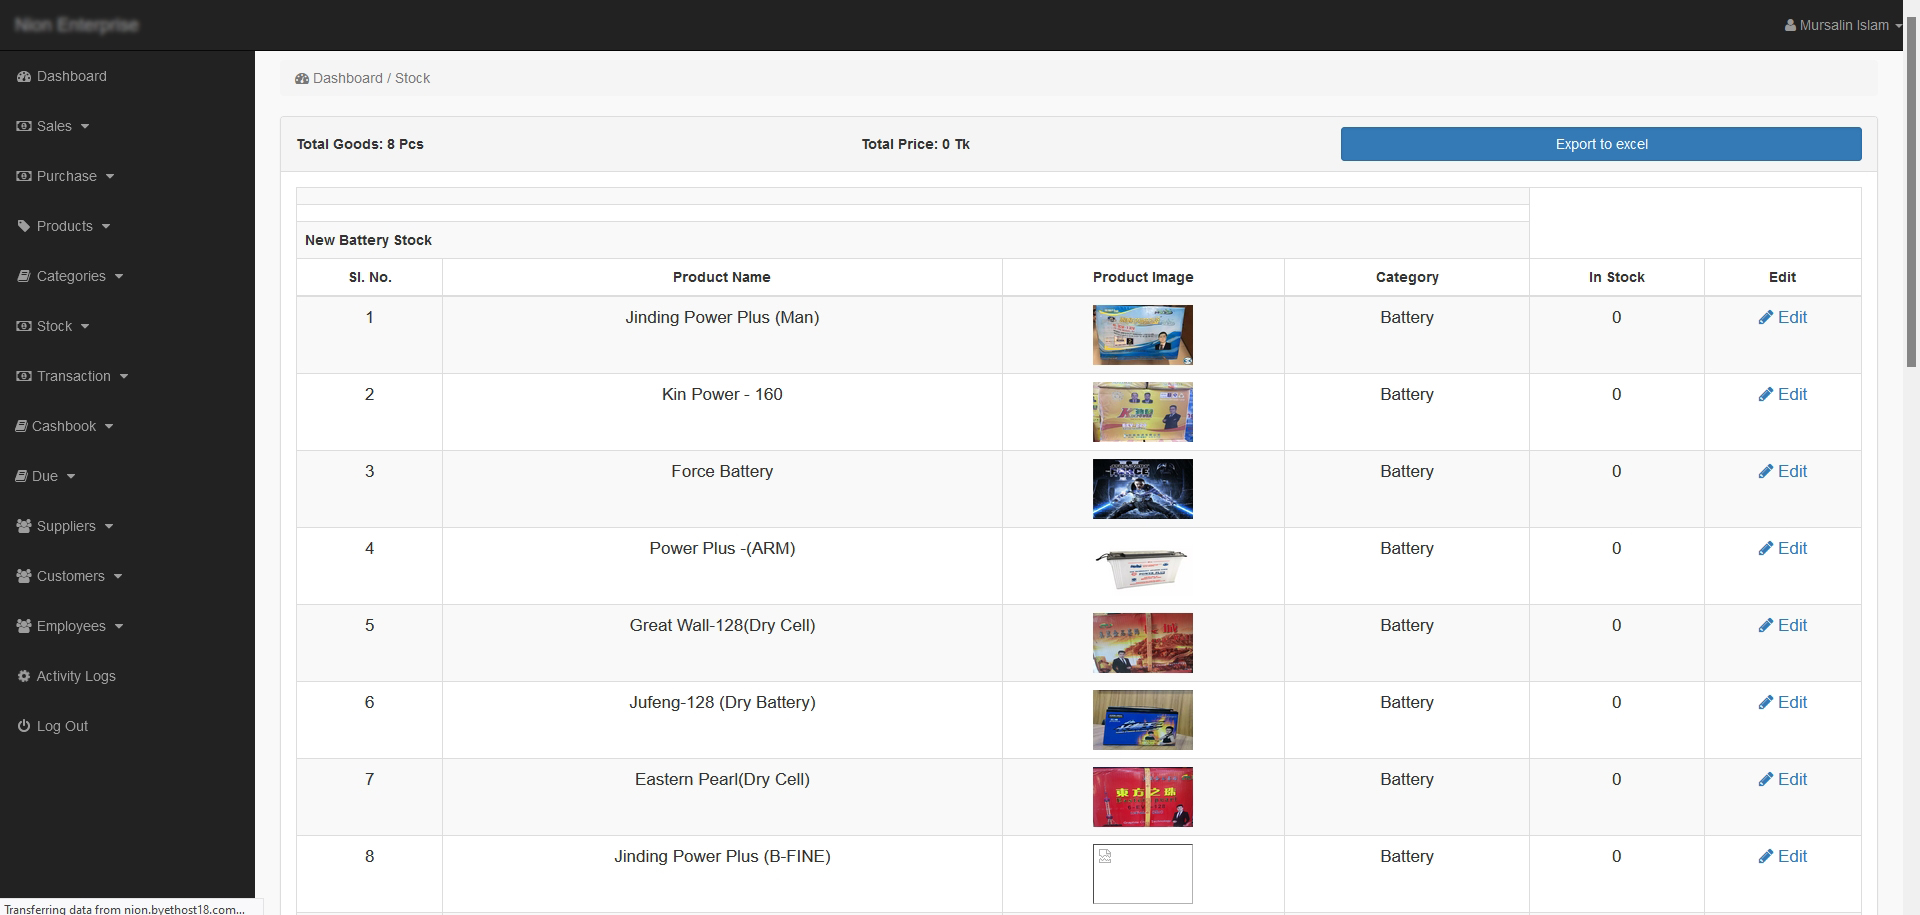 Nion Enterprise
Mursalin Islam
Dashboard
Sales
Purchase
Products
Categories
Stock
Transaction
Cashbook
Due
Suppliers
Customers
Employees
Activity Logs
Log Out
Dashboard / Stock
Total Goods: 8 Pcs Total Price: 0 Tk Export to excel
New Battery Stock
Sl. No. Product Name Product Image Category In Stock Edit
1 Jinding Power Plus (Man) Battery 0 Edit
2 Kin Power - 160 Battery 0 Edit
3 Force Battery Battery 0 Edit
FORCE
4 Power Plus -(ARM) Battery 0 Edit
5 Great Wall-128(Dry Cell) Battery 0 Edit
6 Jufeng-128 (Dry Battery) Battery 0 Edit
7 Eastern Pearl(Dry Cell) Battery 0 Edit
東方之珠
8 Jinding Power Plus (B-FINE) Battery 0 Edit
Transferring data from nion.byethost18.com...